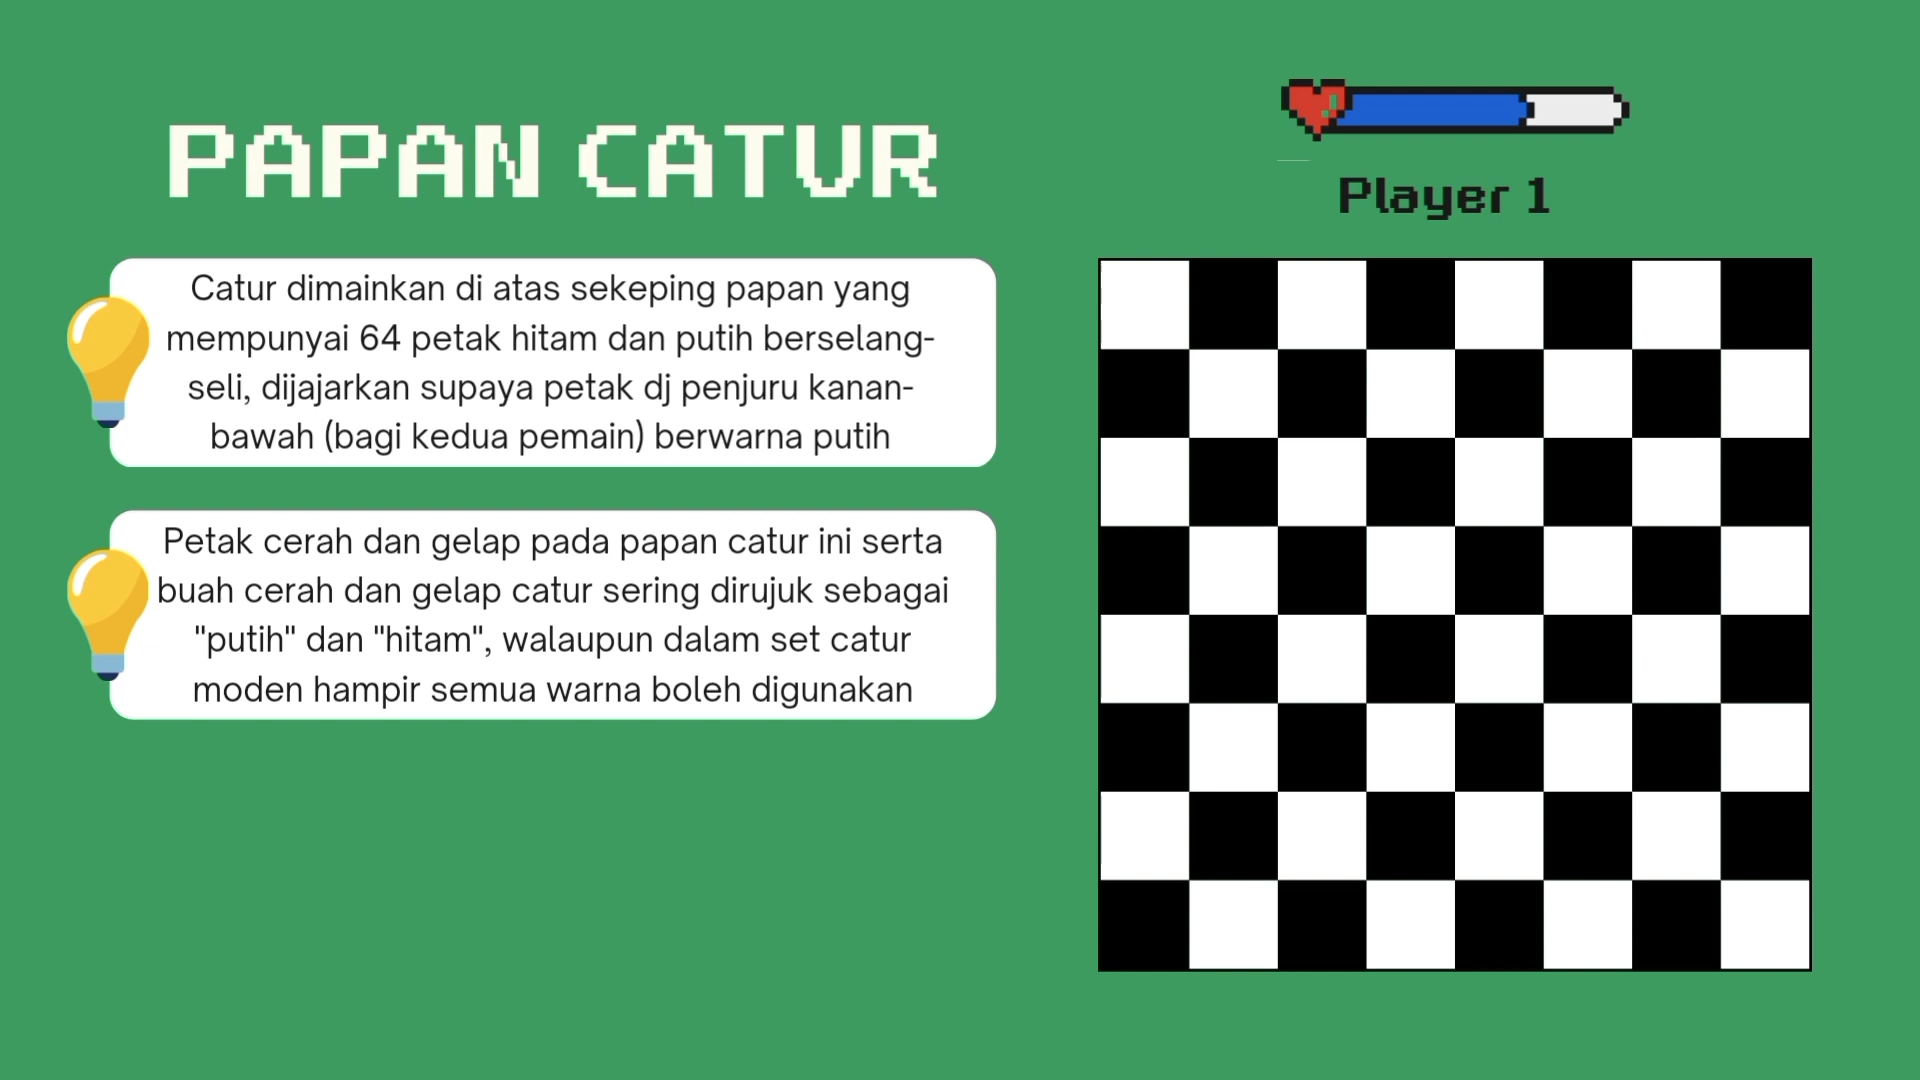 PAPAN CATUR
Player 1
Catur dimainkan di atas sekeping papan yang
mempunyai 64 petak hitam dan putih berselang-
seli, dijajarkan supaya petak dj penjuru kanan-
bawah (bagi kedua pemain) berwarna putih
Petak cerah dan gelap pada papan catur ini serta
buah cerah dan gelap catur sering dirujuk sebagai
"putih" dan "hitam", walaupun dalam set catur
moden hampir semua warna boleh digunakan